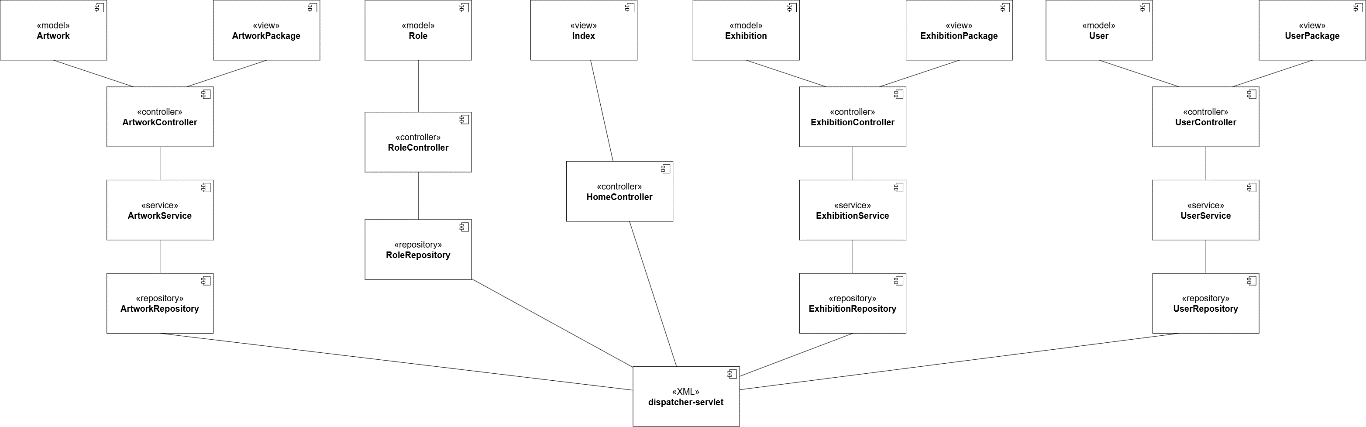 «model»
Artwork
«view»
ArtworkPackage
«model»
Role
«view»
Index
«model»
Exhibition
«view»
ExhibitionPackage
«model»
User
«view»
UserPackage
«controller»
ArtworkController
«controller»
RoleController
«controller»
HomeController
«controller»
ExhibitionController
«controller»
UserController
«service»
ArtworkService
«service»
ExhibitionService
«service»
UserService
«repository»
RoleRepository
«repository»
ArtworkRepository
«repository»
ExhibitionRepository
«repository»
UserRepository
«XML»
dispatcher-servlet